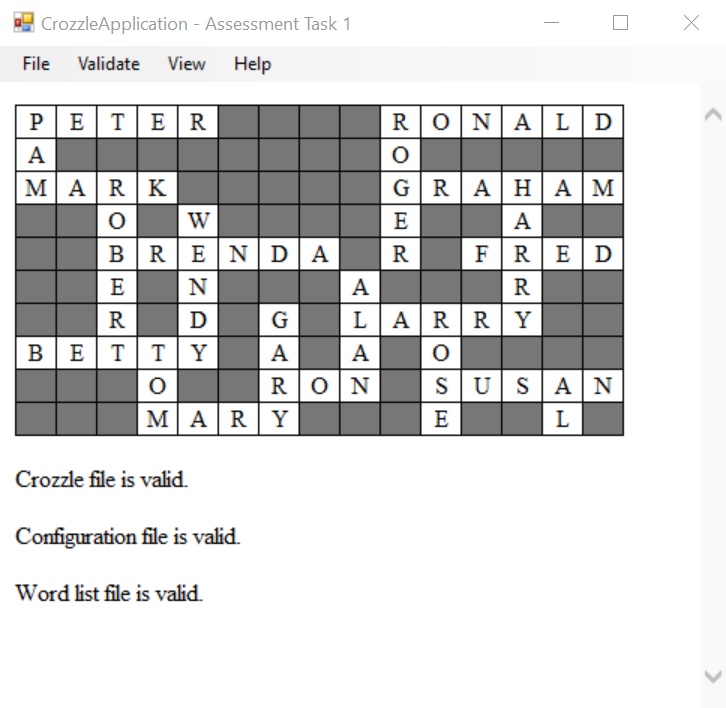 CrozzleApplication - Assessment Task 1
File Validate View Help
P E T E R R O N A L D
A O
M A R K G R A H A M
O W E A
B R E N D A R F R E D
E N A R
R D G L A R R Y
B E T T Y A A O
O R O N S U S A N
M A R Y E L
Crozzle file is valid.
Configuration file is valid.
Word list file is valid.